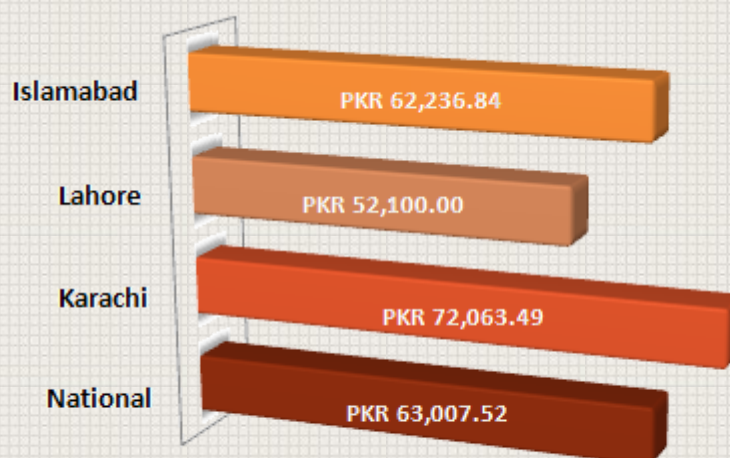 Islamabad PKR 62,236.84
Lahore PKR 52,100.00
Karachi PKR 72,063.49
National PKR 63,007.52